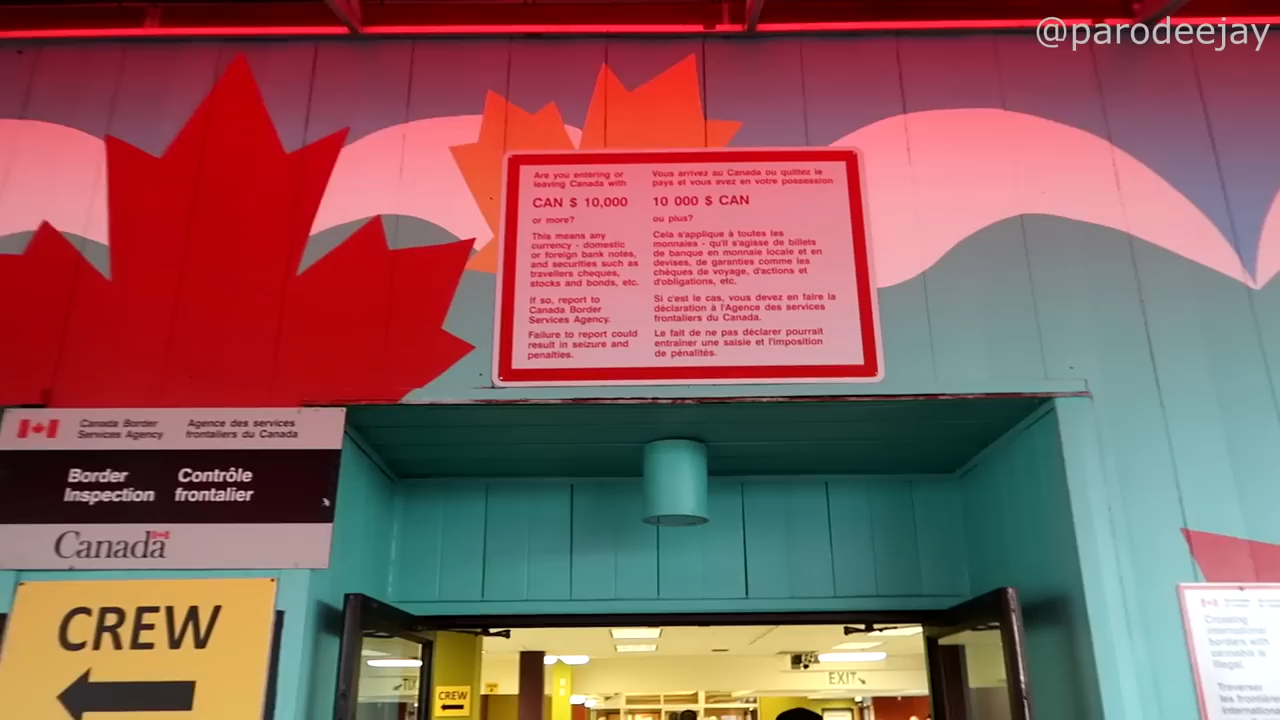 @parodeejay
Are you entering or
leaving Canada with
CAN $ 10,000
or more?
This means any
currency - domestic
or foreign bank notes,
and securities such as
travellers cheques,
stocks and bonds, etc.
If so, report to
Canada Border
Services Agency.
Failure to report could
result in seizure and
penalties.
Vous arrivez au Canada ou quittez le
pays et vous avez en votre possession
10 000 $ CAN
ou plus?
Cela s'applique à toutes les
monnaies - qu'il s'agisse de billets
de banque en monnaie locale et en
devises, de garanties comme les
chèques de voyage, d'actions et
d'obligations, etc.
Si c'est le cas, vous devez en faire la
déclaration à l'Agence des services
frontaliers du Canada.
Le fait de ne pas déclarer pourrait
entraîner une saisie et l'imposition
de pénalités.
Canada Border
Services Agency
Agence des services
frontaliers du Canada
Border
Inspection
Contrôle
frontalier
Canada
CREW
CREW
EXIT
Crossing
international
borders with
cannabis is
illegal.
Traverser
les frontières